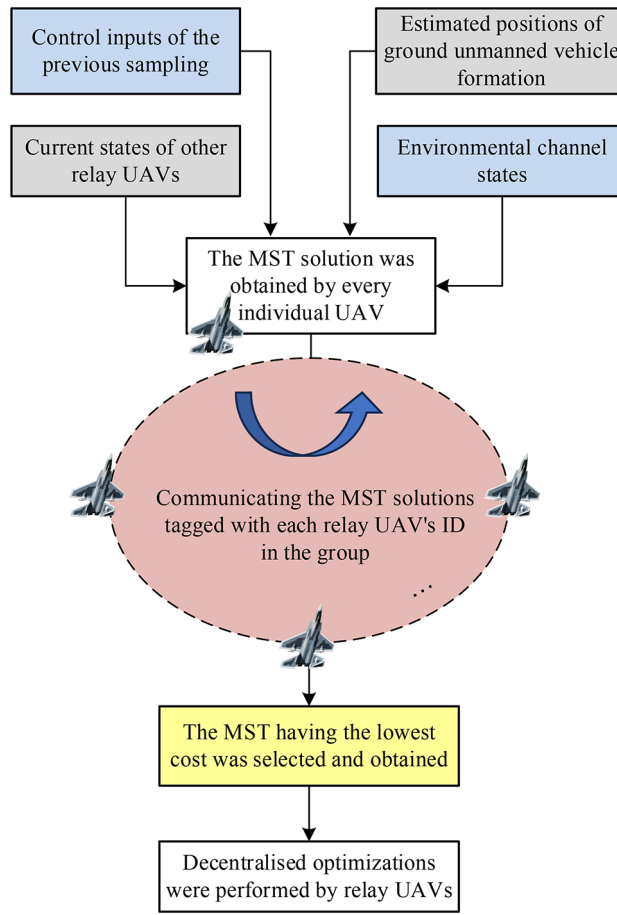 Control inputs of the
previous sampling
Estimated positions of
ground unmanned vehicle
formation
Current states of other
relay UAVs
Environmental channel
states
The MST solution was
obtained by every
individual UAV
Communicating the MST solutions
tagged with each relay UAV's ID
in the group
...
The MST having the lowest
cost was selected and obtained
Decentralised optimizations
were performed by relay UAVs